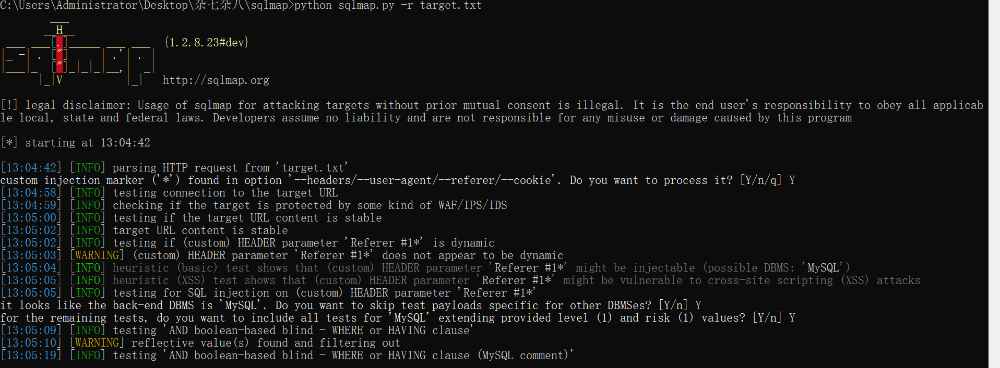 C:\Users\Administrator\Desktop\杂七杂八\sqlmap>python sqlmap.py -r target.txt
H
{1.2.8.23#dev}
V
http://sqlmap.org
[!] legal disclaimer: Usage of sqlmap for attacking targets without prior mutual consent is illegal. It is the end user's responsibility to obey all applicab
le local, state and federal laws. Developers assume no liability and are not responsible for any misuse or damage caused by this program
[*] starting at 13:04:42
[13:04:42] [INFO] parsing HTTP request from 'target.txt'
custom injection marker ('*') found in option '--headers/--user-agent/--referer/--cookie'. Do you want to process it? [Y/n/q] Y
[13:04:58] [INFO] testing connection to the target URL
[13:04:59] [INFO] checking if the target is protected by some kind of WAF/IPS/IDS
[13:05:00] [INFO] testing if the target URL content is stable
[13:05:02] [INFO] target URL content is stable
[13:05:02] [INFO] testing if (custom) HEADER parameter 'Referer #1*' is dynamic
[13:05:03] [WARNING] (custom) HEADER parameter 'Referer #1*' does not appear to be dynamic
[13:05:04] [INFO] heuristic (basic) test shows that (custom) HEADER parameter 'Referer #1*' might be injectable (possible DBMS: 'MySQL')
[13:05:05] [INFO] heuristic (XSS) test shows that (custom) HEADER parameter 'Referer #1*' might be vulnerable to cross-site scripting (XSS) attacks
[13:05:05] [INFO] testing for SQL injection on (custom) HEADER parameter 'Referer #1*'
it looks like the back-end DBMS is 'MySQL'. Do you want to skip test payloads specific for other DBMSes? [Y/n] Y
for the remaining tests, do you want to include all tests for 'MySQL' extending provided level (1) and risk (1) values? [Y/n] Y
[13:05:09] [INFO] testing 'AND boolean-based blind - WHERE or HAVING clause'
[13:05:10] [WARNING] reflective value(s) found and filtering out
[13:05:19] [INFO] testing 'AND boolean-based blind - WHERE or HAVING clause (MySQL comment)'